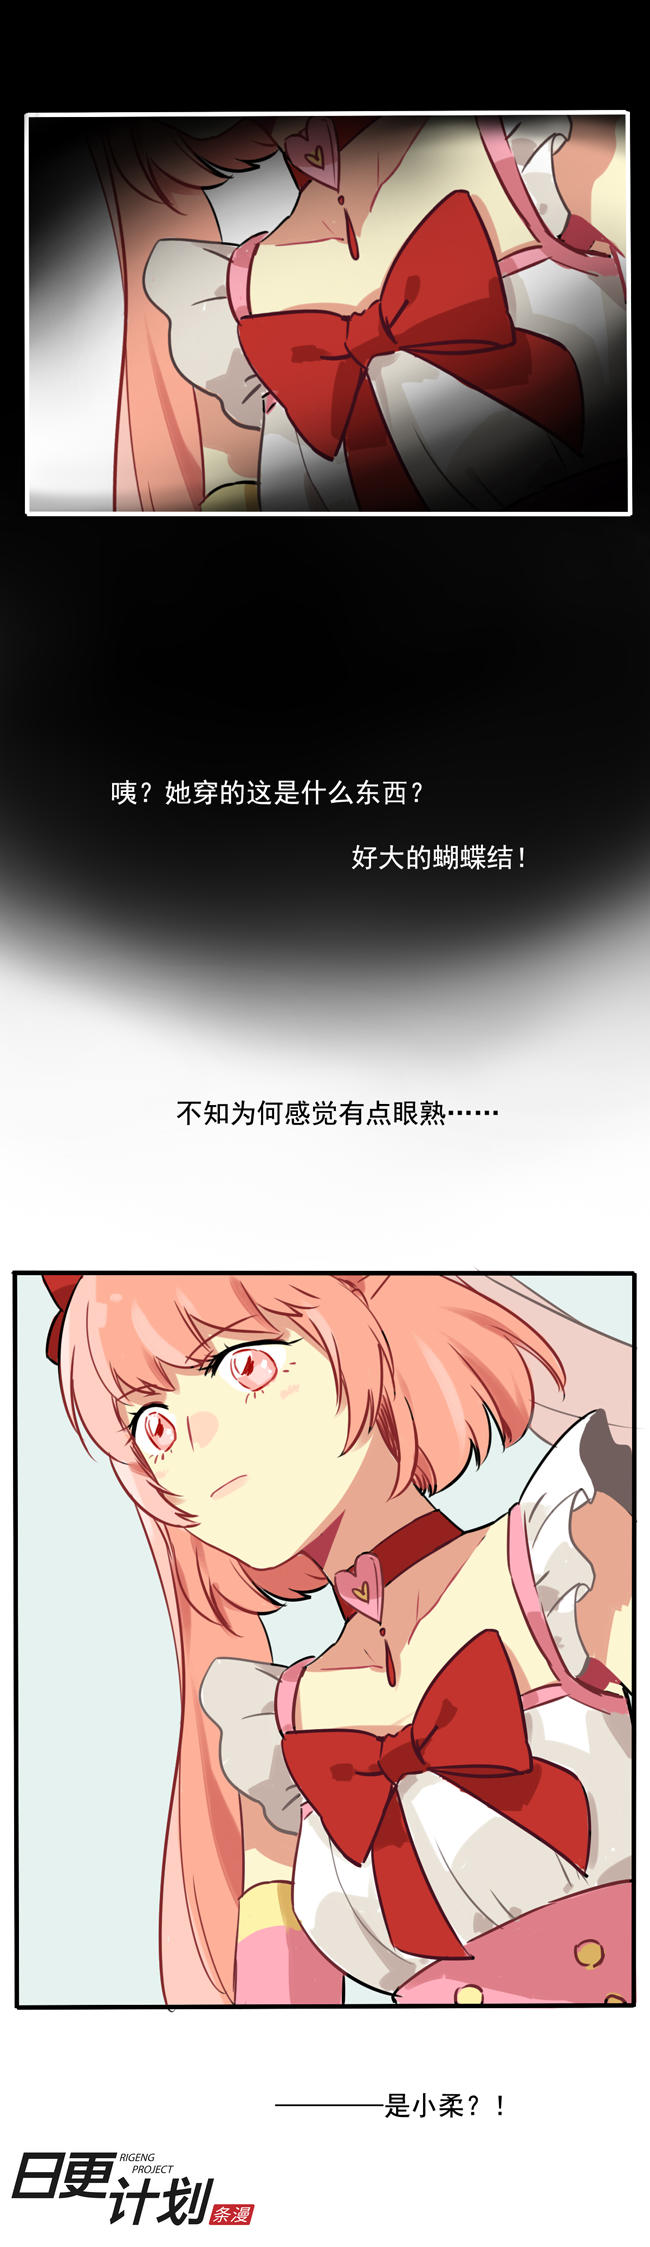 咦？她穿的这是什么东西？
好大的蝴蝶结！
不知为何感觉有点眼熟……
————是小柔？！
日更
RIGENG
PROJECT
计划
条漫